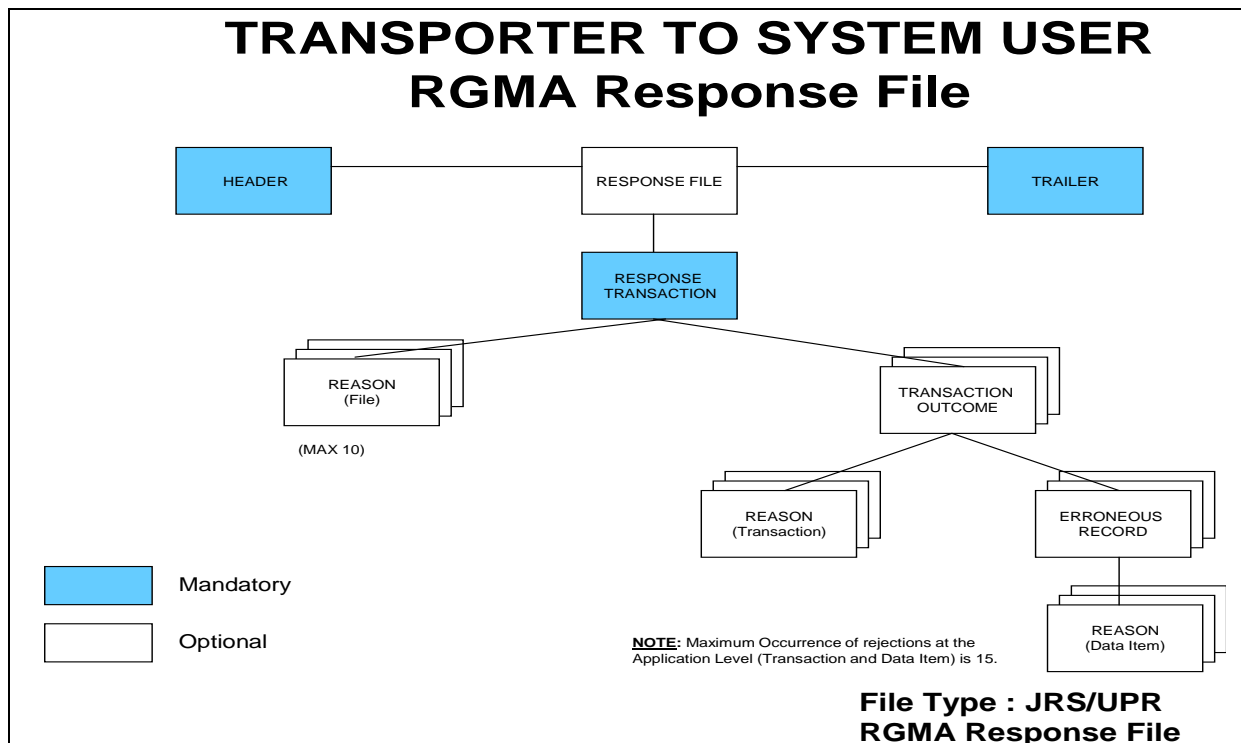 TRANSPORTER TO SYSTEM USER
RGMA Response File
HEADER
RESPONSE FILE
TRAILER
RESPONSE
TRANSACTION
REASON
(File)
(MAX 10)
TRANSACTION
OUTCOME
REASON
(Transaction)
ERRONEOUS
RECORD
REASON
(Data Item)
Mandatory
Optional
NOTE: Maximum Occurrence of rejections at the
Application Level (Transaction and Data Item) is 15.
File Type : JRS/UPR
RGMA Response File